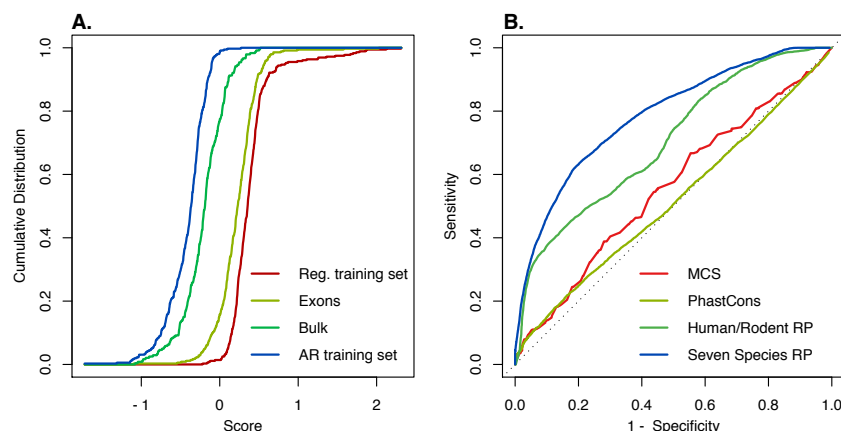 A.
B.
Cumulative Distribution
0.0 0.2 0.4 0.6 0.8 1.0
Reg. training set
Exons
Bulk
AR training set
- 1 0 1 2
Score
Sensitivity
0.0 0.2 0.4 0.6 0.8 1.0
MCS
PhastCons
Human/Rodent RP
Seven Species RP
0.0 0.2 0.4 0.6 0.8 1.0
1 - Specificity